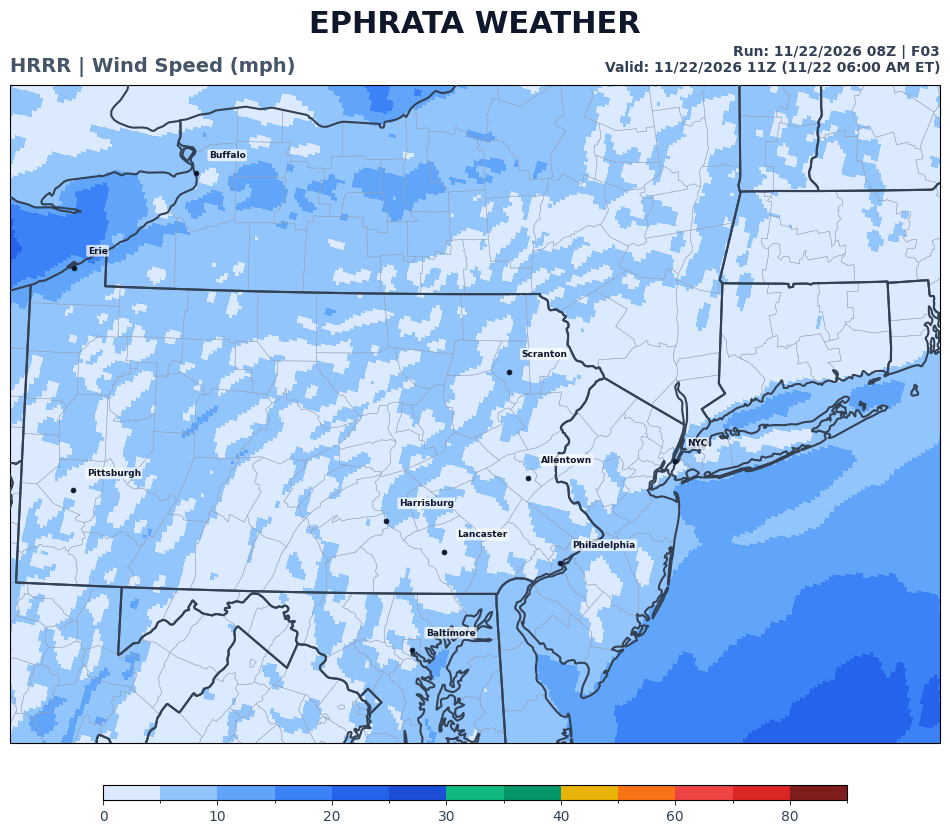 EPHRATA WEATHER
HRRR | Wind Speed (mph)
Run: 11/22/2026 08Z | F03
Valid: 11/22/2026 11Z (11/22 06:00 AM ET)
Buffalo
Erie
Scranton
NYC
Allentown
Pittsburgh
Harrisburg
Lancaster
Philadelphia
Baltimore
0 10 20 30 40 50 60 70 80